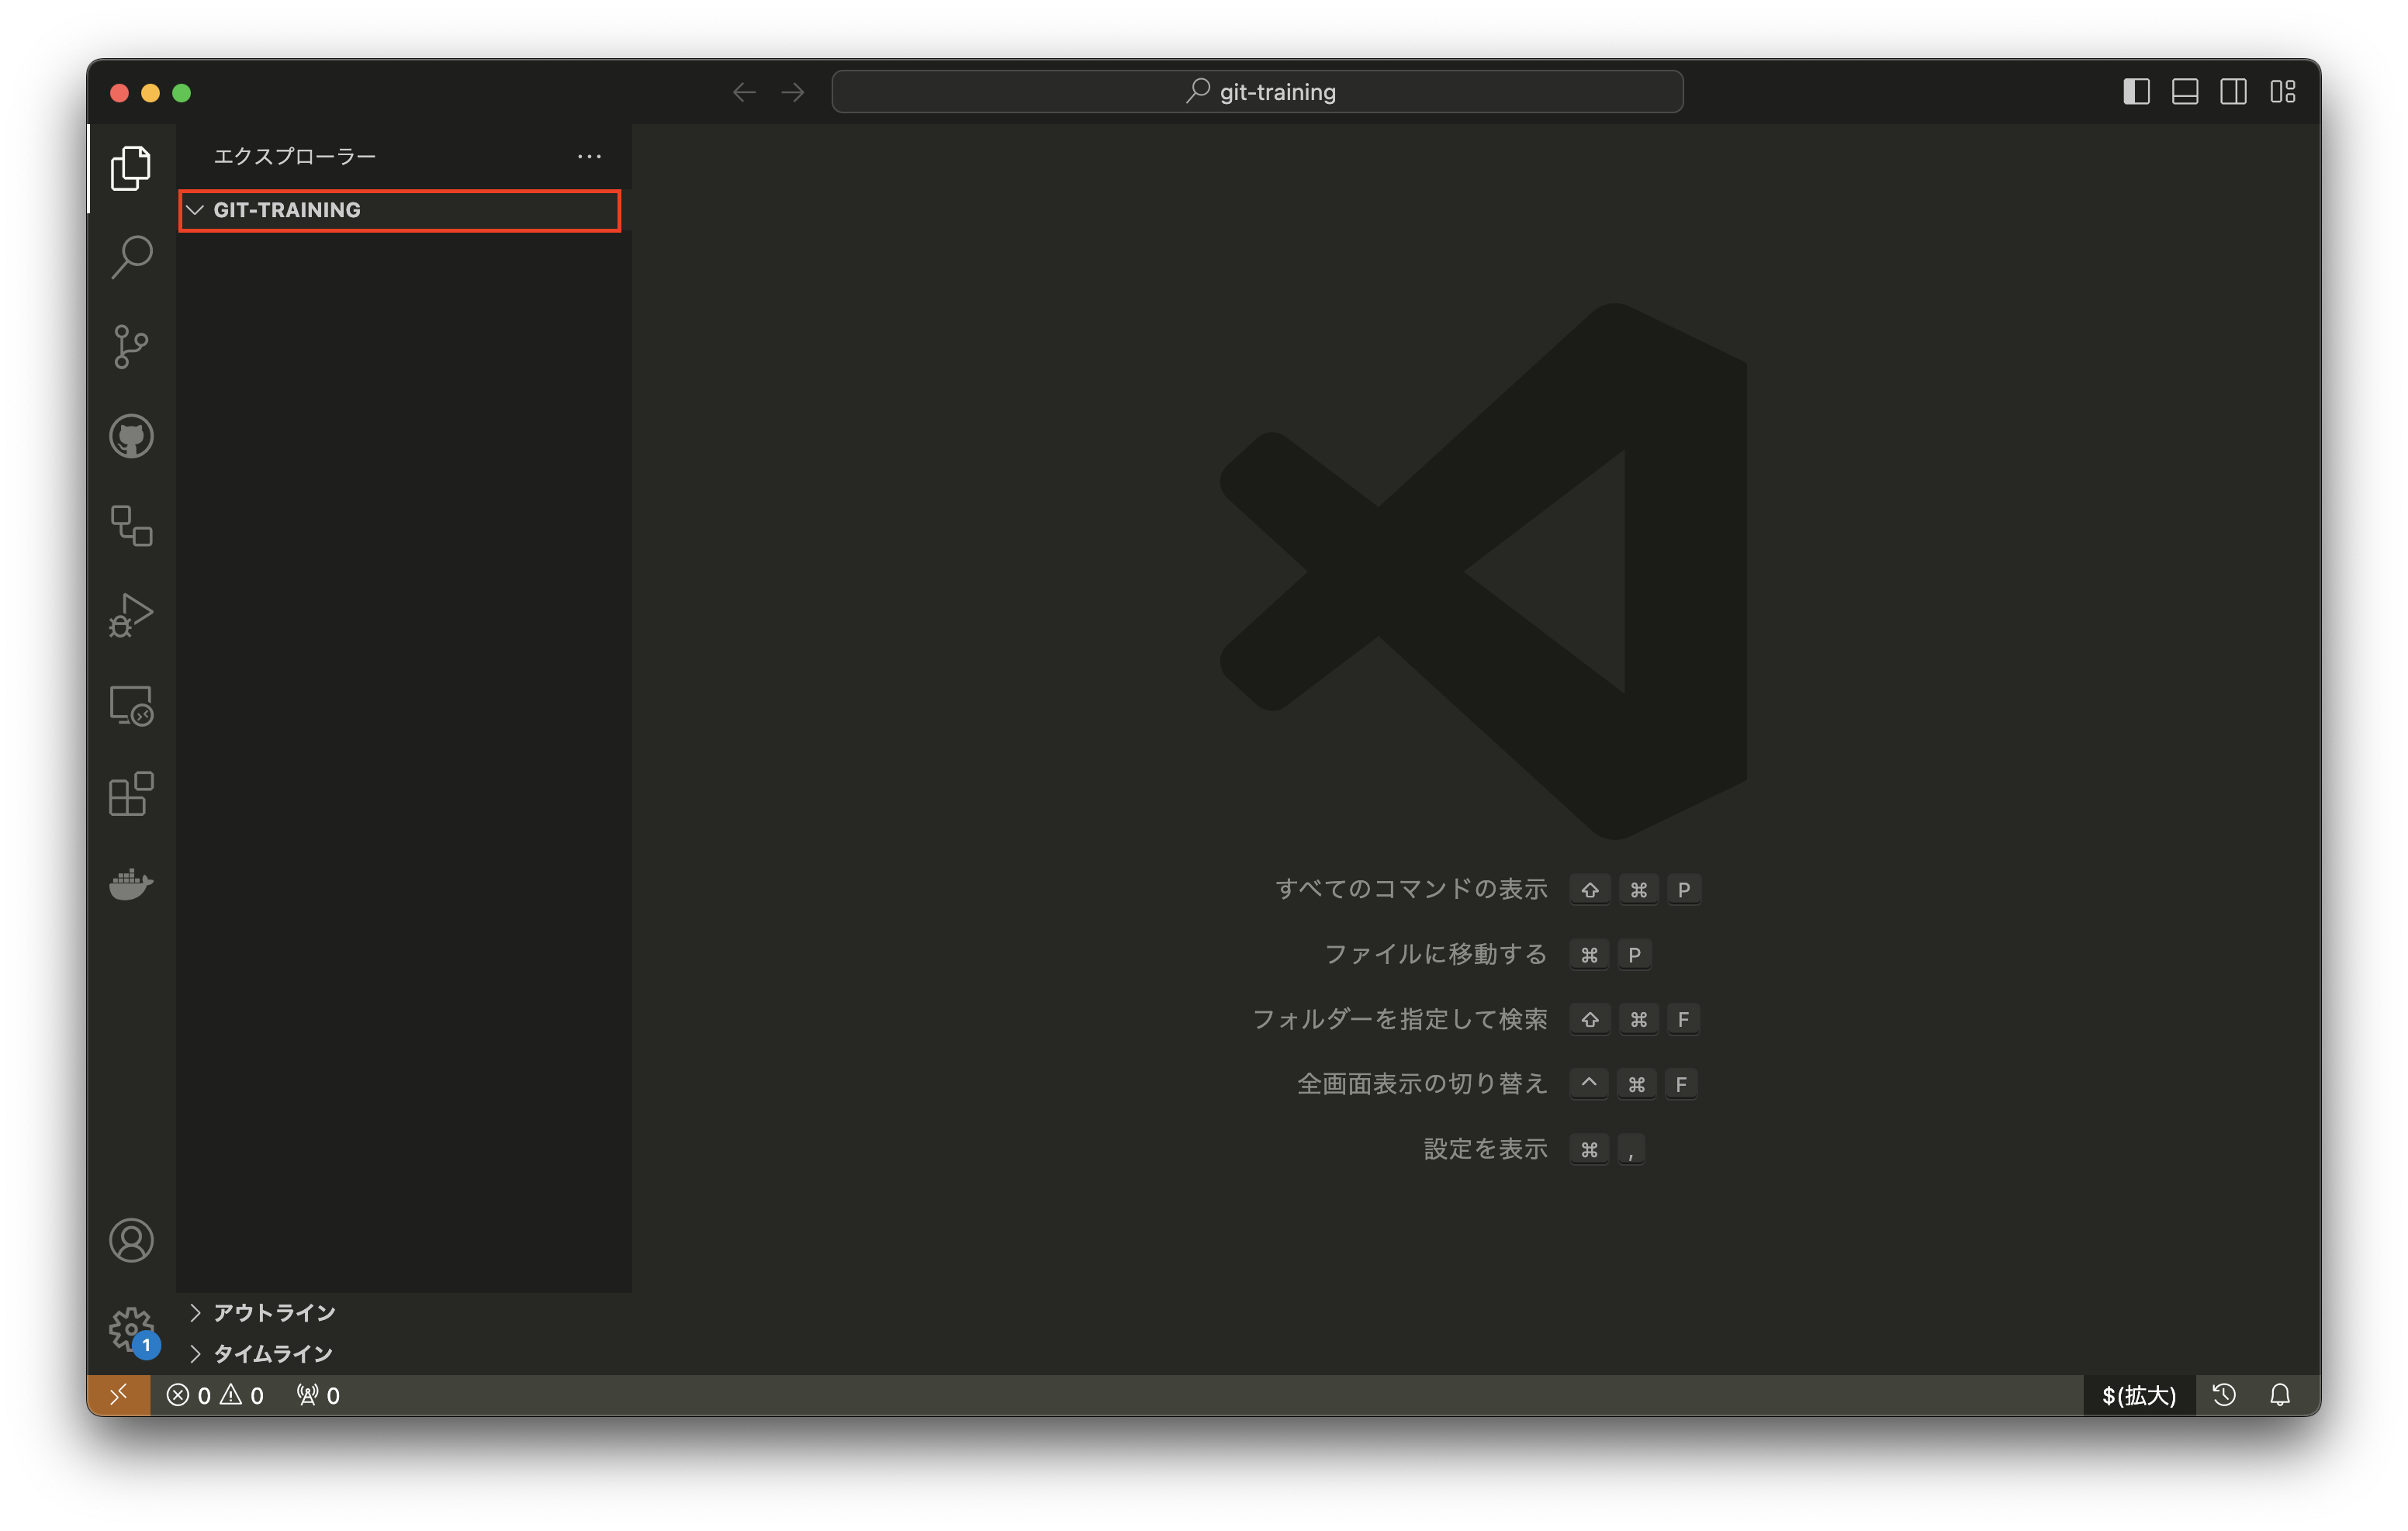 git-training
エクスプローラー
GIT-TRAINING
すべてのコマンドの表示 ⇧ ⌘ P
ファイルに移動する ⌘ P
フォルダーを指定して検索 ⇧ ⌘ F
全画面表示の切り替え ^ ⌘ F
設定を表示 ⌘ ,
アウトライン
1
タイムライン
0 0 0 $(拡大)